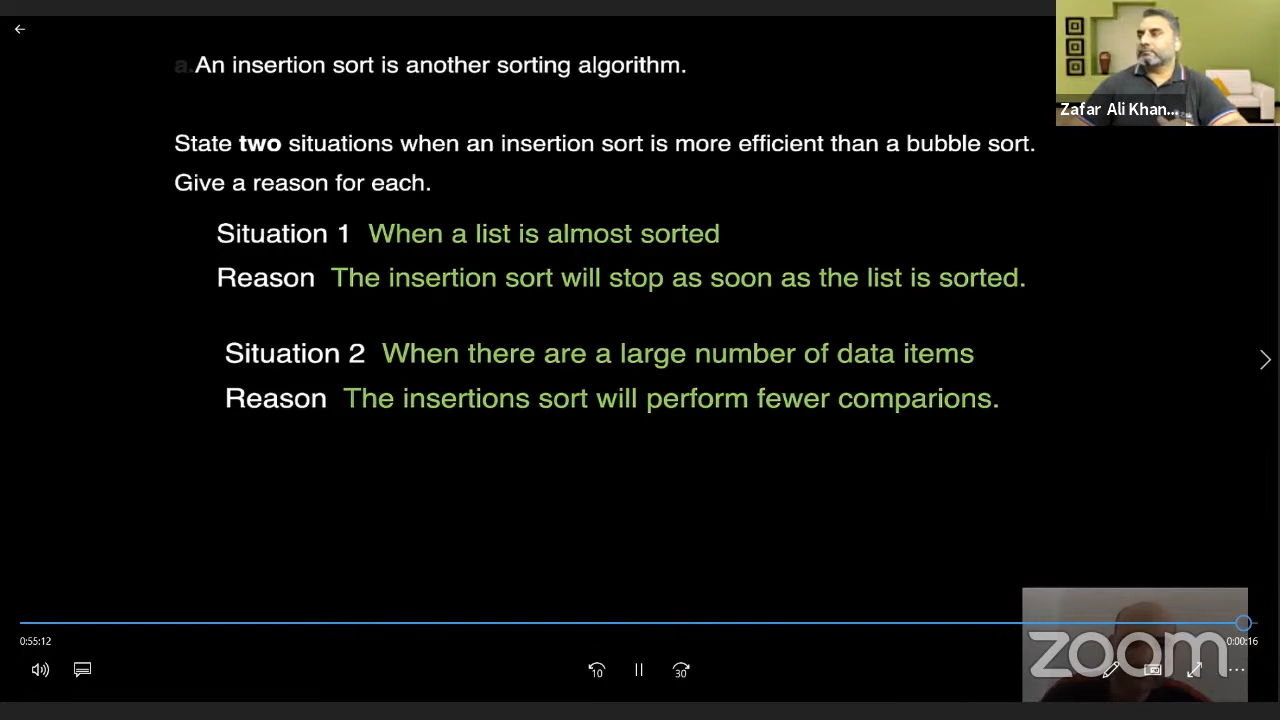 a.An insertion sort is another sorting algorithm.
Zafar Ali Khan...
State two situations when an insertion sort is more efficient than a bubble sort.
Give a reason for each.
Situation 1 When a list is almost sorted
Reason The insertion sort will stop as soon as the list is sorted.
Situation 2 When there are a large number of data items
Reason The insertions sort will perform fewer comparions.
0:55:12
0:00:16
zoom
10
30